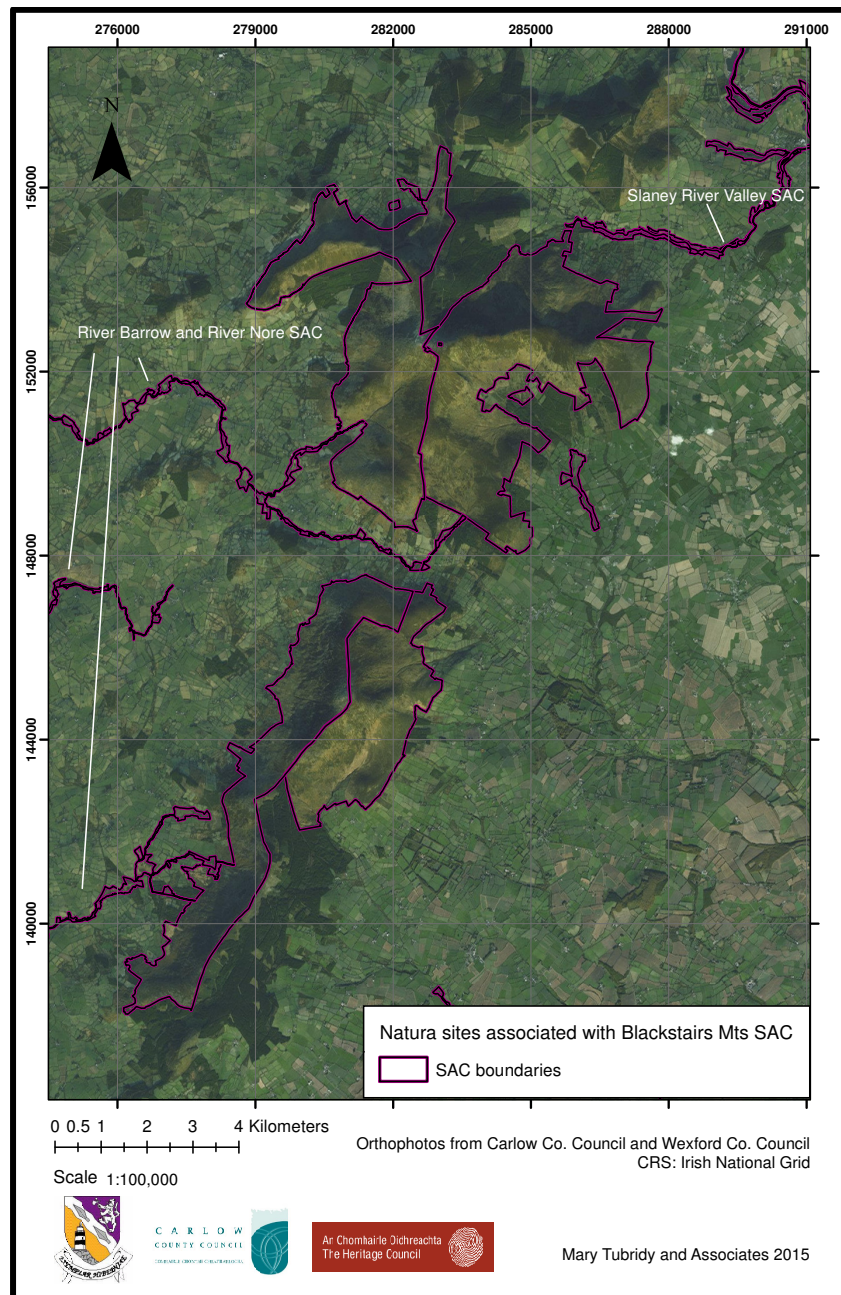 276000 279000 282000 285000 288000 291000
N
156000
Slaney River Valley SAC
River Barrow and River Nore SAC
152000
148000
144000
140000
Natura sites associated with Blackstairs Mts SAC
SAC boundaries
0 0.5 1 2 3 4 Kilometers
Orthophotos from Carlow Co. Council and Wexford Co. Council
CRS: Irish National Grid
Scale 1:100,000
CARLOW
COUNTY COUNCIL
An Chomhairle Oidhreachta
The Heritage Council
EXEMPLAR HIBERNIAE
Mary Tubridy and Associates 2015